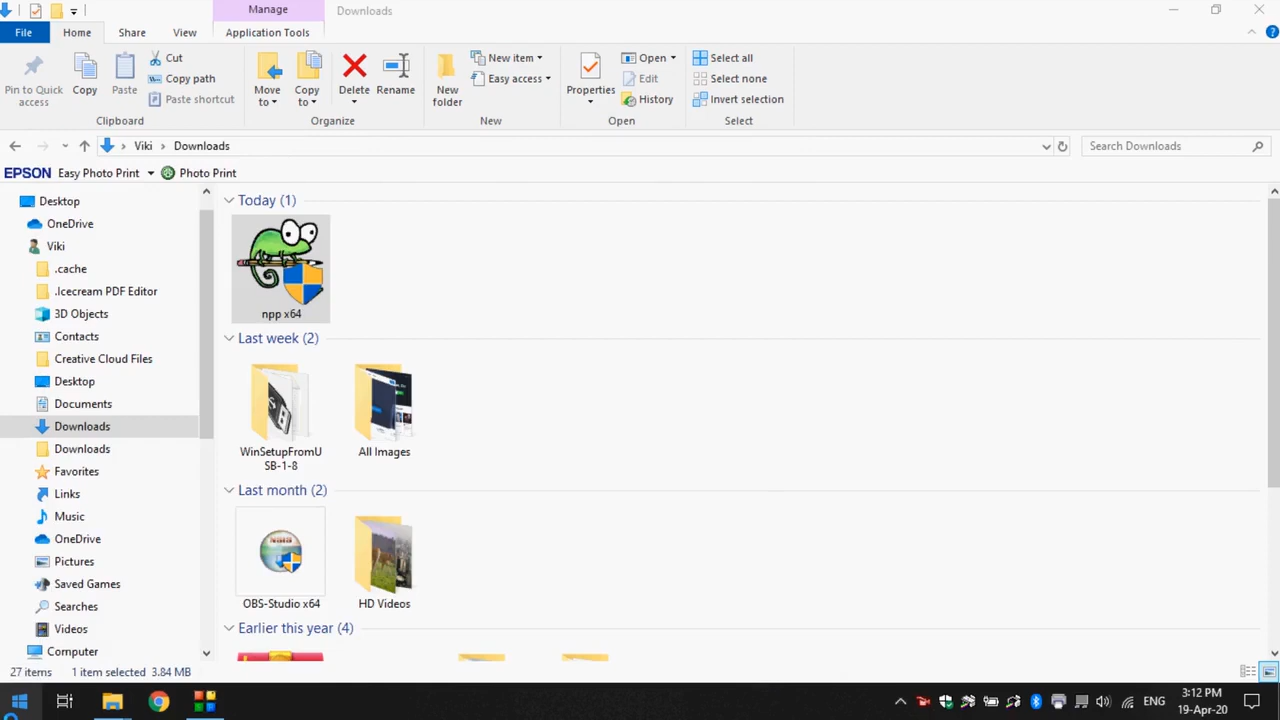 Manage
Downloads
File
Home
Share
View
Application Tools
Pin to Quick
access
Copy
Paste
Cut
Copy path
Paste shortcut
Clipboard
Move
to
Copy
to
Delete
Rename
Organize
New
folder
New item
Easy access
New
Properties
Open
Edit
History
Open
Select all
Select none
Invert selection
Select
Viki
Downloads
Search Downloads
EPSON Easy Photo Print Photo Print
Desktop
OneDrive
Viki
.cache
.Icecream PDF Editor
3D Objects
Contacts
Creative Cloud Files
Desktop
Documents
Downloads
Downloads
Favorites
Links
Music
OneDrive
Pictures
Saved Games
Searches
Videos
Computer
Today (1)
npp x64
Last week (2)
WinSetupFromU
SB-1-8
All Images
Last month (2)
OBS-Studio x64
HD Videos
Earlier this year (4)
27 items 1 item selected 3.84 MB
ENG
3:12 PM
19-Apr-20